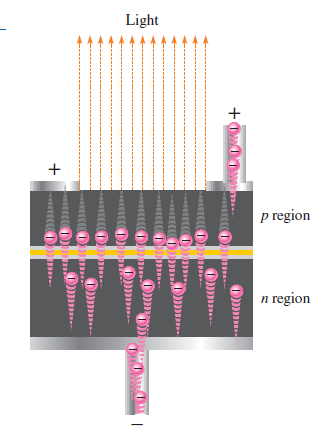 Light
+
+
p region
n region
−